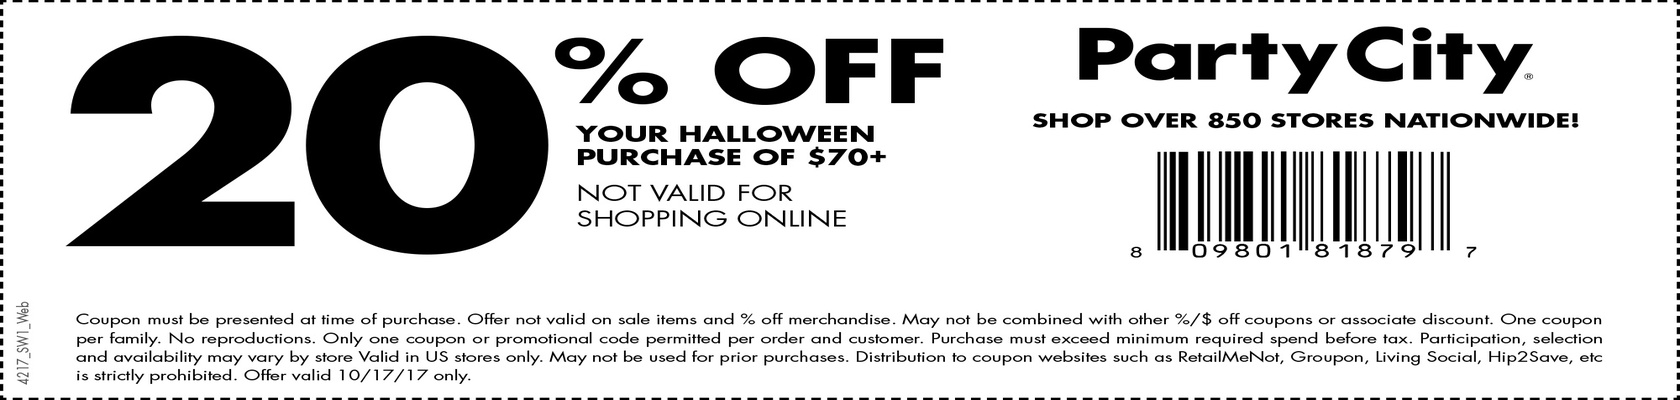 20% OFF
YOUR HALLOWEEN
PURCHASE OF $70+
NOT VALID FOR
SHOPPING ONLINE
Party City®
SHOP OVER 850 STORES NATIONWIDE!
8 09801 81879 7
4217_SW1_Web
Coupon must be presented at time of purchase. Offer not valid on sale items and % off merchandise. May not be combined with other %/$ off coupons or associate discount. One coupon
per family. No reproductions. Only one coupon or promotional code permitted per order and customer. Purchase must exceed minimum required spend before tax. Participation, selection
and availability may vary by store Valid in US stores only. May not be used for prior purchases. Distribution to coupon websites such as RetailMeNot, Groupon, Living Social, Hip2Save, etc
is strictly prohibited. Offer valid 10/17/17 only.